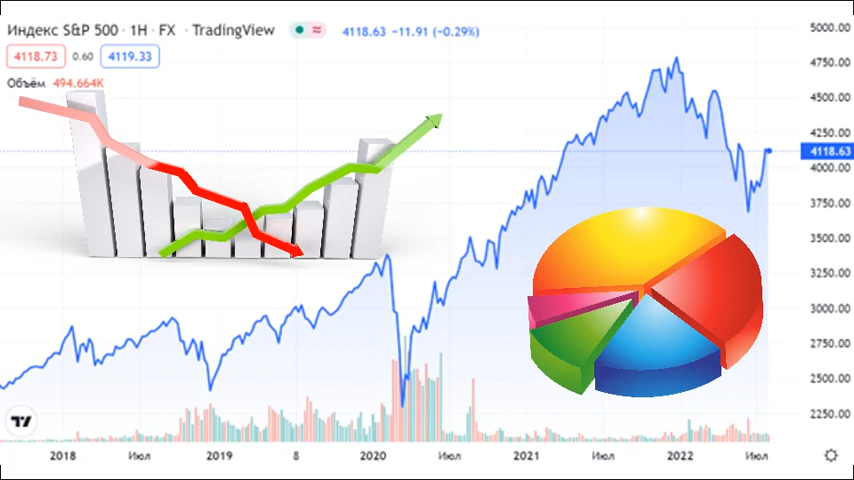 Индекс S&P 500 · 1Н · FX · TradingView
4118.63 −11.91 (−0.29%)
4118.73 0.60 4119.33
Объём 494.664K
5000.00
4750.00
4500.00
4250.00
4118.63
4000.00
3750.00
3500.00
3250.00
3000.00
2750.00
2500.00
2250.00
2018 Июл 2019 8 2020 Июл 2021 Июл 2022 Июл